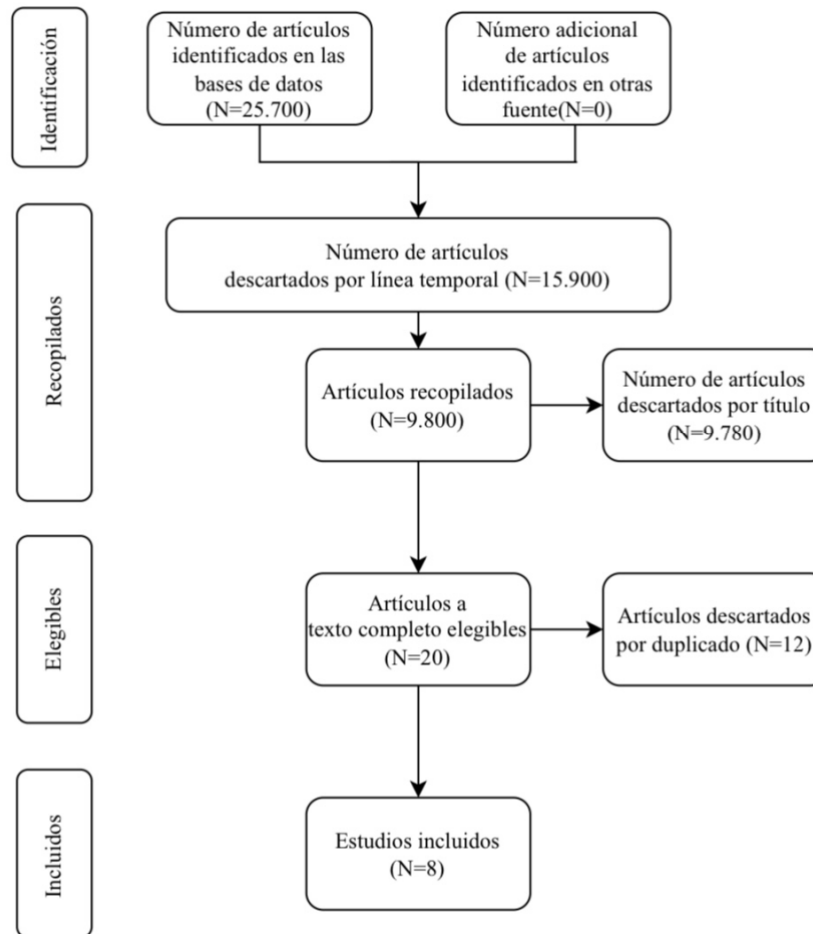 Identificación
Número de artículos
identificados en las
bases de datos
(N=25.700)
Número adicional
de artículos
identificados en otras
fuente(N=0)
Recopilados
Número de artículos
descartados por línea temporal (N=15.900)
Artículos recopilados
(N=9.800)
Número de artículos
descartados por título
(N=9.780)
Elegibles
Artículos a
texto completo elegibles
(N=20)
Artículos descartados
por duplicado (N=12)
Incluidos
Estudios incluidos
(N=8)